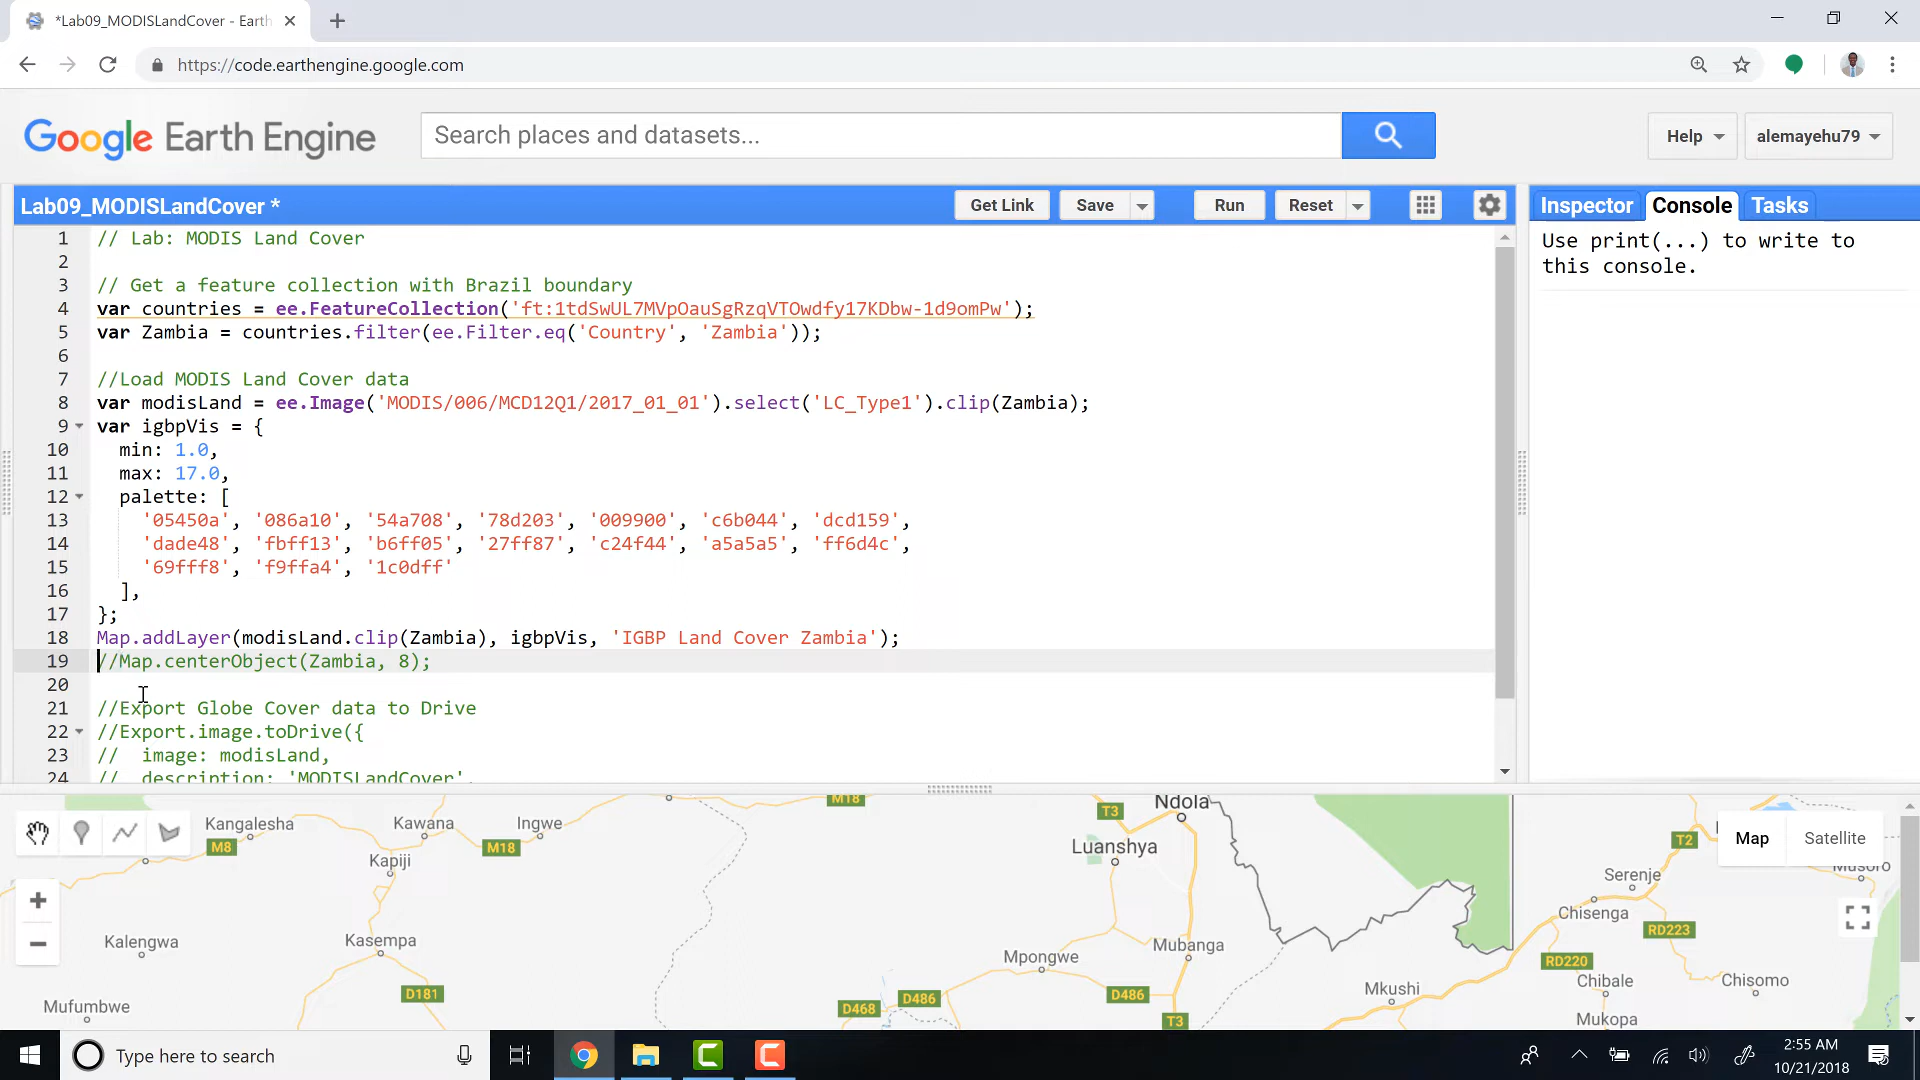 *Lab09_MODISLandCover - Earth
https://code.earthengine.google.com
Google Earth Engine
Search places and datasets...
Help
alemayehu79
Lab09_MODISLandCover *
Get Link
Save
Run
Reset
Inspector
Console
Tasks
Use print(...) to write to
this console.
1 // Lab: MODIS Land Cover
2
3 // Get a feature collection with Brazil boundary
4 var countries = ee.FeatureCollection('ft:1tdSwUL7MVpOauSgRzqVTOwdfy17KDbw-1d9omPw');
5 var Zambia = countries.filter(ee.Filter.eq('Country', 'Zambia'));
6
7 //Load MODIS Land Cover data
8 var modisLand = ee.Image('MODIS/006/MCD12Q1/2017_01_01').select('LC_Type1').clip(Zambia);
9 var igbpVis = {
10 min: 1.0,
11 max: 17.0,
12 palette: [
13 '05450a', '086a10', '54a708', '78d203', '009900', 'c6b044', 'dcd159',
14 'dade48', 'fbff13', 'b6ff05', '27ff87', 'c24f44', 'a5a5a5', 'ff6d4c',
15 '69fff8', 'f9ffa4', '1c0dff'
16 ],
17 };
18 Map.addLayer(modisLand.clip(Zambia), igbpVis, 'IGBP Land Cover Zambia');
19 //Map.centerObject(Zambia, 8);
20
21 //Export Globe Cover data to Drive
22 //Export.image.toDrive({
23 // image: modisLand,
24 // description: 'MODISLandCover',
Kangalesha
M8
Kawana
Kapiji
M18
Ingwe
M18
T3
Ndola
Luanshya
T2
Map
Satellite
Musoro
Serenje
Chisenga
RD223
Kalengwa
Kasempa
Mpongwe
Mubanga
RD220
Chibale
Chisomo
Mufumbwe
D181
D468
D486
D486
T3
Mkushi
Mukopa
Type here to search
2:55 AM
10/21/2018